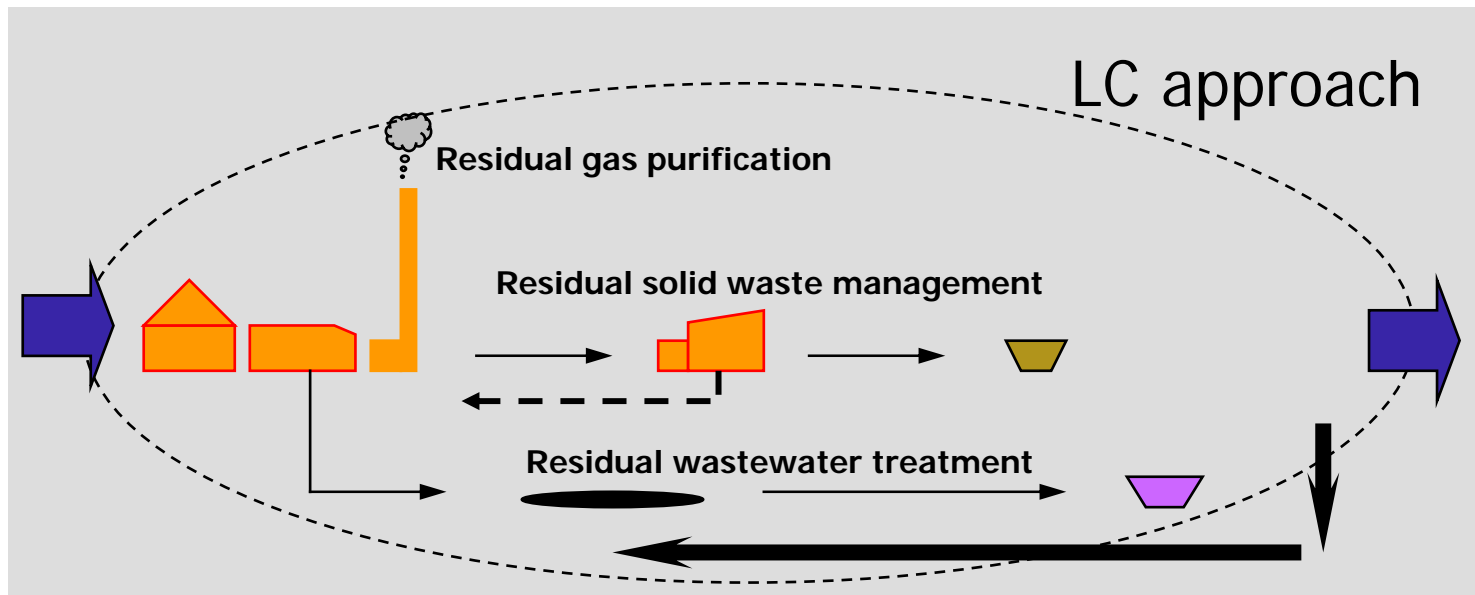 LC approach
Residual gas purification
Residual solid waste management
Residual wastewater treatment